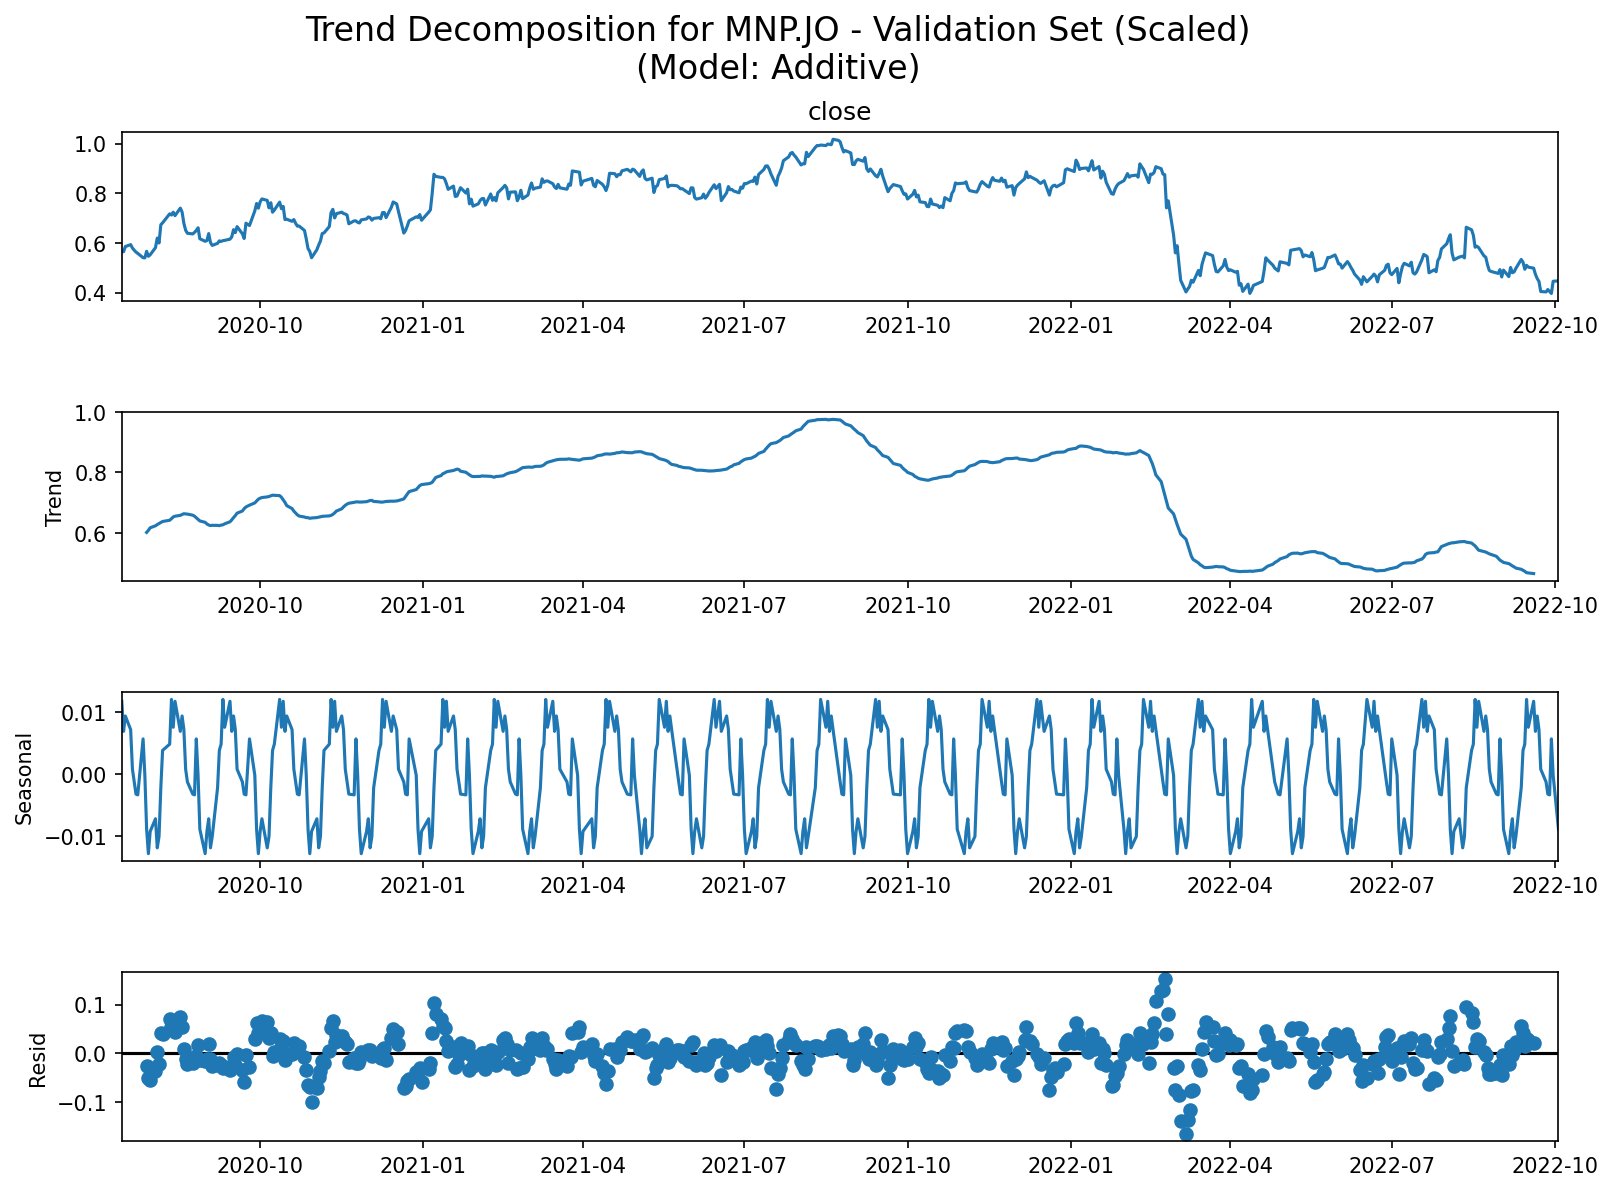 Trend Decomposition for MNP.JO - Validation Set (Scaled)
(Model: Additive)
close
1.0
0.8
0.6
0.4
2020-10 2021-01 2021-04 2021-07 2021-10 2022-01 2022-04 2022-07 2022-10
Trend
1.0
0.8
0.6
2020-10 2021-01 2021-04 2021-07 2021-10 2022-01 2022-04 2022-07 2022-10
Seasonal
0.01
0.00
−0.01
2020-10 2021-01 2021-04 2021-07 2021-10 2022-01 2022-04 2022-07 2022-10
Resid
0.1
0.0
−0.1
2020-10 2021-01 2021-04 2021-07 2021-10 2022-01 2022-04 2022-07 2022-10